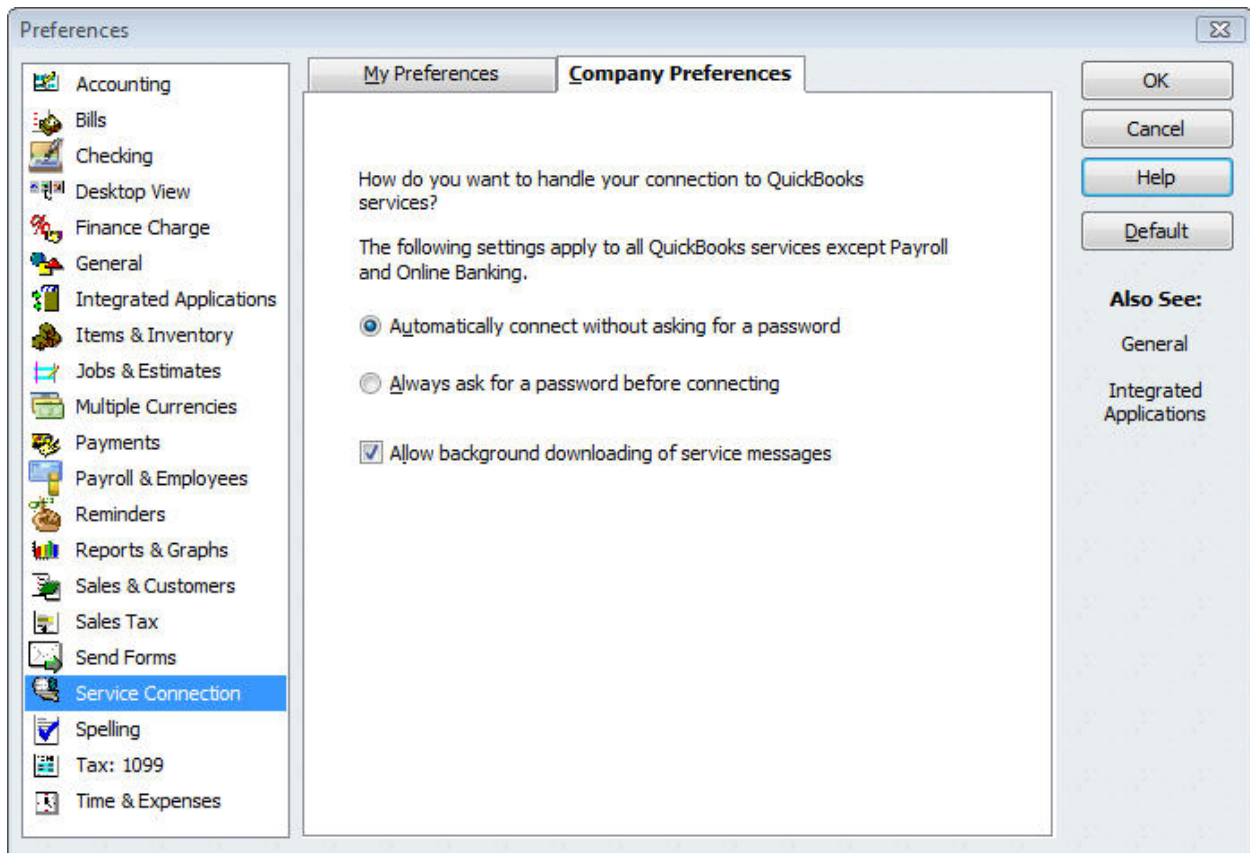 Preferences
Accounting
Bills
Checking
Desktop View
Finance Charge
General
Integrated Applications
Items & Inventory
Jobs & Estimates
Multiple Currencies
Payments
Payroll & Employees
Reminders
Reports & Graphs
Sales & Customers
Sales Tax
Send Forms
Service Connection
Spelling
Tax: 1099
Time & Expenses
My Preferences
Company Preferences
How do you want to handle your connection to QuickBooks
services?
The following settings apply to all QuickBooks services except Payroll
and Online Banking.
Automatically connect without asking for a password
Always ask for a password before connecting
Allow background downloading of service messages
OK
Cancel
Help
Default
Also See:
General
Integrated
Applications